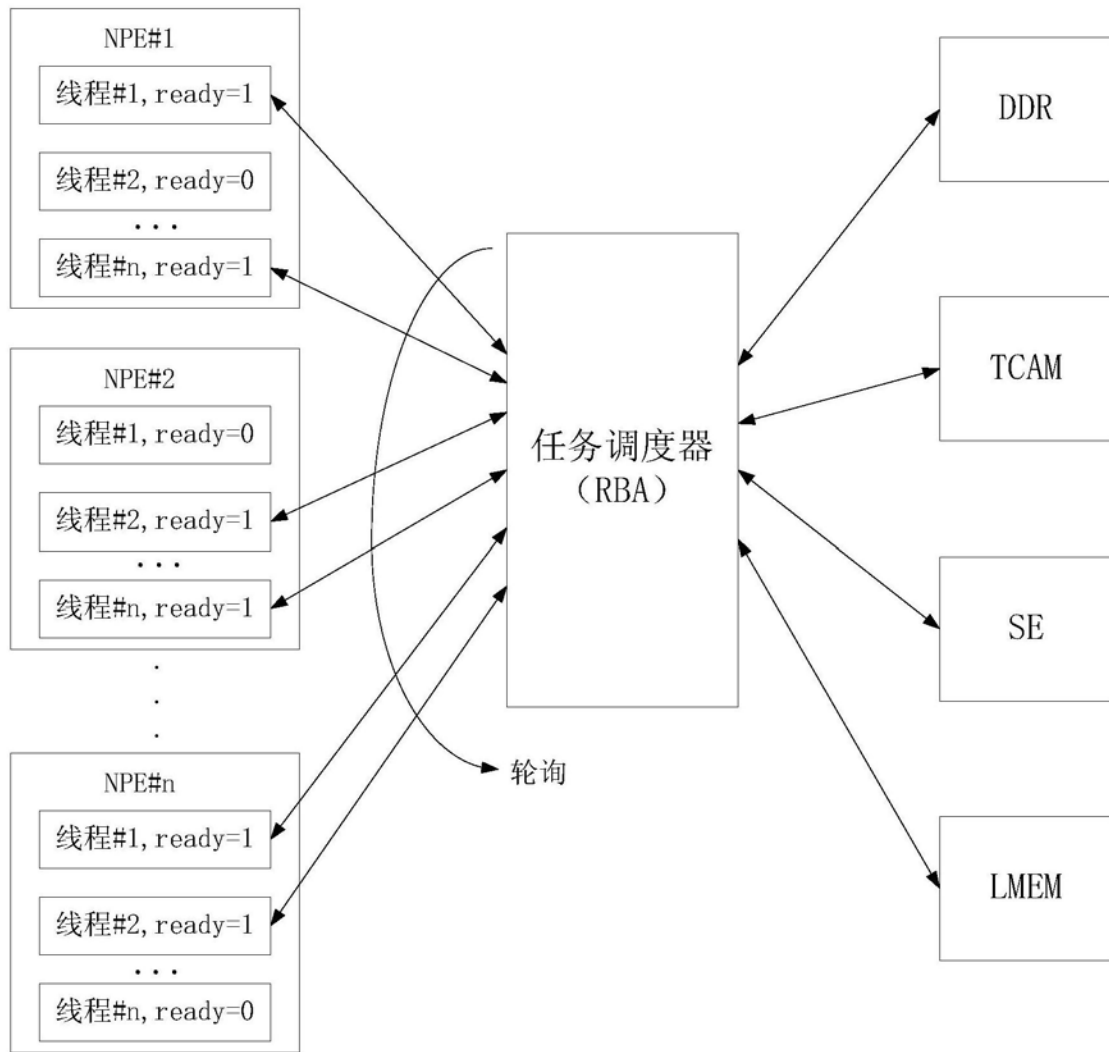 NPE#1
线程#1,ready=1
线程#2,ready=0
...
线程#n,ready=1
NPE#2
线程#1,ready=0
线程#2,ready=1
...
线程#n,ready=1
.
.
.
NPE#n
线程#1,ready=1
线程#2,ready=1
...
线程#n,ready=0
任务调度器
（RBA）
轮询
DDR
TCAM
SE
LMEM